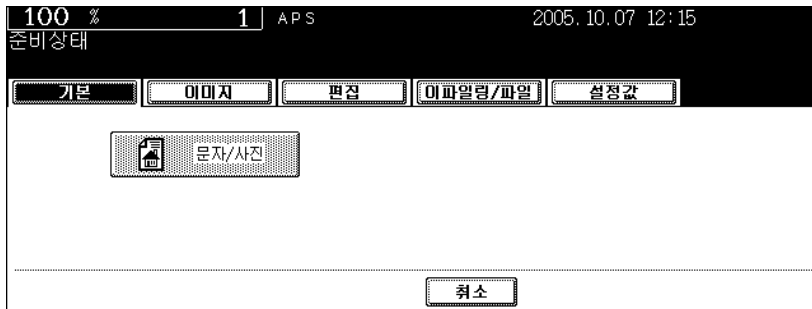 100 % 1 APS 2005. 10. 07 12:15
준비상태
기본 이미지 편집 이파일링/파일 설정값
문자/사진
취소